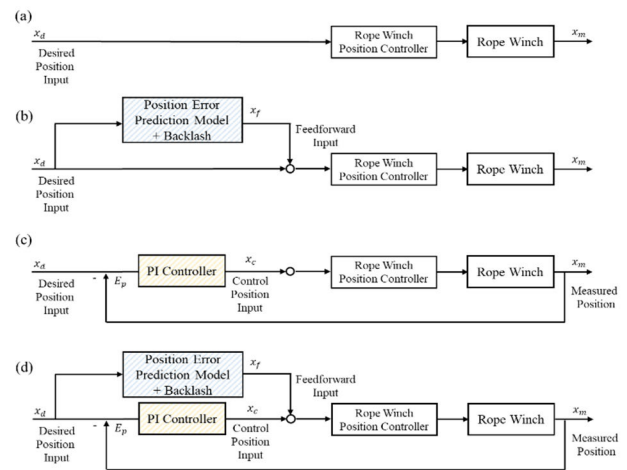 (a)
x_d
Desired
Position
Input
Rope Winch
Position Controller
Rope Winch
x_m
(b)
Position Error
Prediction Model
+ Backlash
x_f
Feedforward
Input
x_d
Desired
Position
Input
Rope Winch
Position Controller
Rope Winch
x_m
(c)
x_d
Desired
Position
Input
-
E_p
PI Controller
x_c
Control
Position
Input
Rope Winch
Position Controller
Rope Winch
x_m
Measured
Position
(d)
Position Error
Prediction Model
+ Backlash
x_f
Feedforward
Input
x_d
Desired
Position
Input
-
E_p
PI Controller
x_c
Control
Position Input
Rope Winch
Position Controller
Rope Winch
x_m
Measured
Position